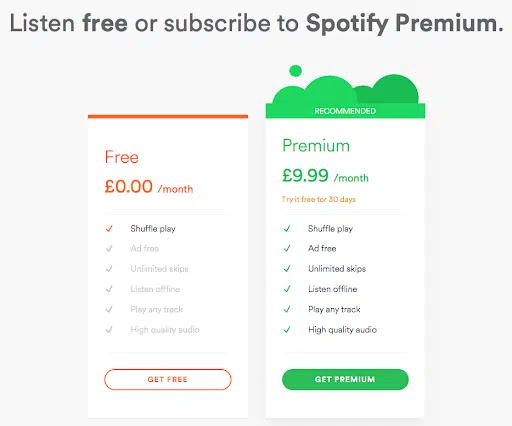 Listen free or subscribe to Spotify Premium.
Free
£0.00 /month
Shuffle play
Ad free
Unlimited skips
Listen offline
Play any track
High quality audio
GET FREE
RECOMMENDED
Premium
£9.99 /month
Try it free for 30 days
Shuffle play
Ad free
Unlimited skips
Listen offline
Play any track
High quality audio
GET PREMIUM